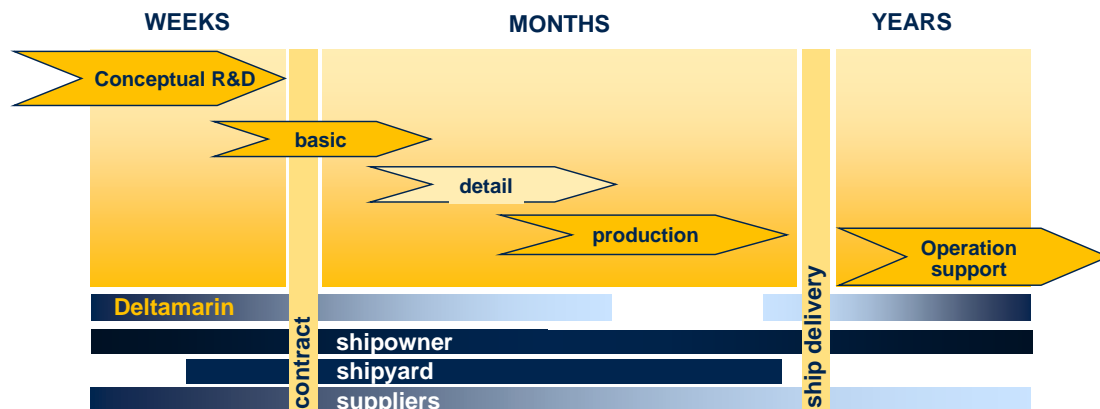 WEEKS
MONTHS
YEARS
Conceptual R&D
basic
detail
production
Operation
support
contract
ship delivery
Deltamarin
shipowner
shipyard
suppliers